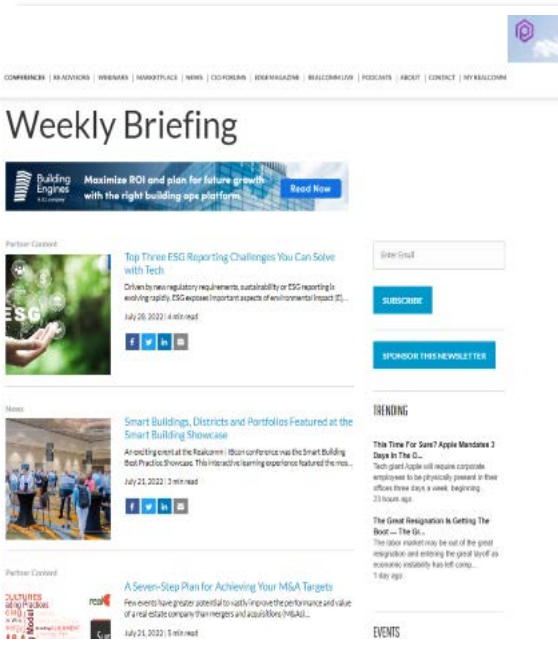 CONFERENCES | RE ADVISORS | WEBINARS | MARKETPLACE | NEWS | CIO FORUMS | EDGE MAGAZINE | REALCOMM LIVE | PODCASTS | ABOUT | CONTACT | MY REALCOMM
Weekly Briefing
Building Engines
Maximize ROI and plan for future growth
with the right building ops platform
Read Now
Partner Content
ESG
Top Three ESG Reporting Challenges You Can Solve
with Tech
Driven by new regulatory requirements, sustainability or ESG reporting is
evolving rapidly. ESG exposes important aspects of environmental impact (E)...
July 28, 2022 | 4 min read
News
Smart Buildings, Districts and Portfolios Featured at the
Smart Building Showcase
An exciting event at the Realcomm | IBcon conference was the Smart Building
Best Practice Showcase. This interactive learning experience featured the mos...
July 21, 2022 | 3 min read
Partner Content
A Seven-Step Plan for Achieving Your M&A Targets
Few events have greater potential to vastly improve the performance and value
of a real estate company than mergers and acquisitions (M&As)...
July 21, 2022 | 5 min read
Enter Email
SUBSCRIBE
SPONSOR THIS NEWSLETTER
TRENDING
This Time For Sure? Apple Mandates 3
Days In The O...
Tech giant Apple will require corporate
employees to be physically present in their
offices three days a week, beginning...
23 hours ago
The Great Resignation Is Getting The
Boot — The Gr...
The labor market may be out of the great
resignation and entering the great layoff as
economic instability has left comp...
1 day ago
EVENTS